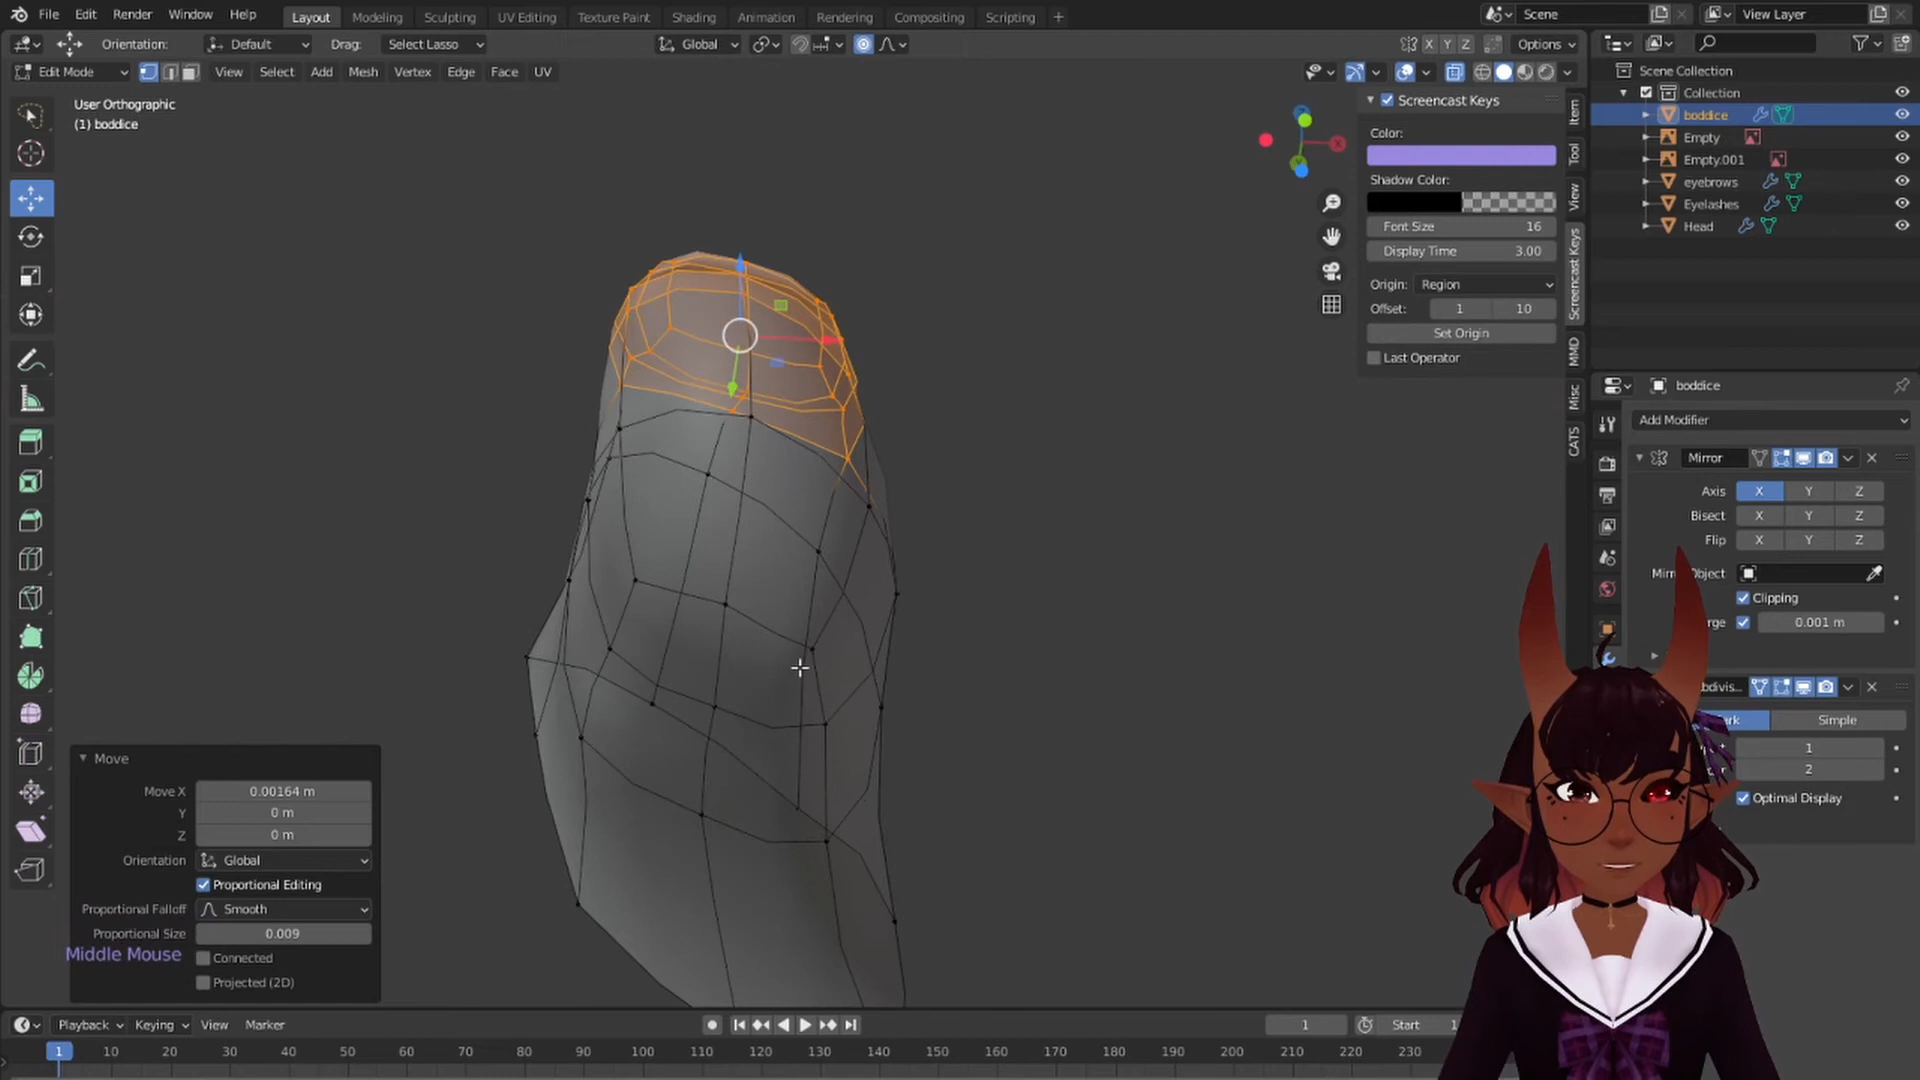 File Edit Render Window Help Layout Modeling Sculpting UV Editing Texture Paint Shading Animation Rendering Compositing Scripting + Scene View Layer
Orientation: Default Drag: Select Lasso Global X Y Z Options
Edit Mode View Select Add Mesh Vertex Edge Face UV
User Orthographic
(1) boddice
Screencast Keys
Color:
Shadow Color:
Font Size 16
Display Time 3.00
Origin: Region
Offset: 1 10
Set Origin
Last Operator
Item
Tool
View
Screencast Keys
MMD
Misc
CATS
Scene Collection
Collection
boddice
Empty
Empty.001
eyebrows
Eyelashes
Head
boddice
Add Modifier
Mirror
Axis X Y Z
Bisect X Y Z
Flip X Y Z
Object
Clipping
0.001 m
Simple
1
2
Optimal Display
Move
Move X 0.00164 m
Y 0 m
Z 0 m
Orientation Global
Proportional Editing
Proportional Falloff Smooth
Proportional Size 0.009
Middle Mouse
Connected
Projected (2D)
Playback Keying View Marker 1 Start
1 10 20 30 40 50 60 70 80 90 100 110 120 130 140 150 160 170 180 190 200 210 220 230